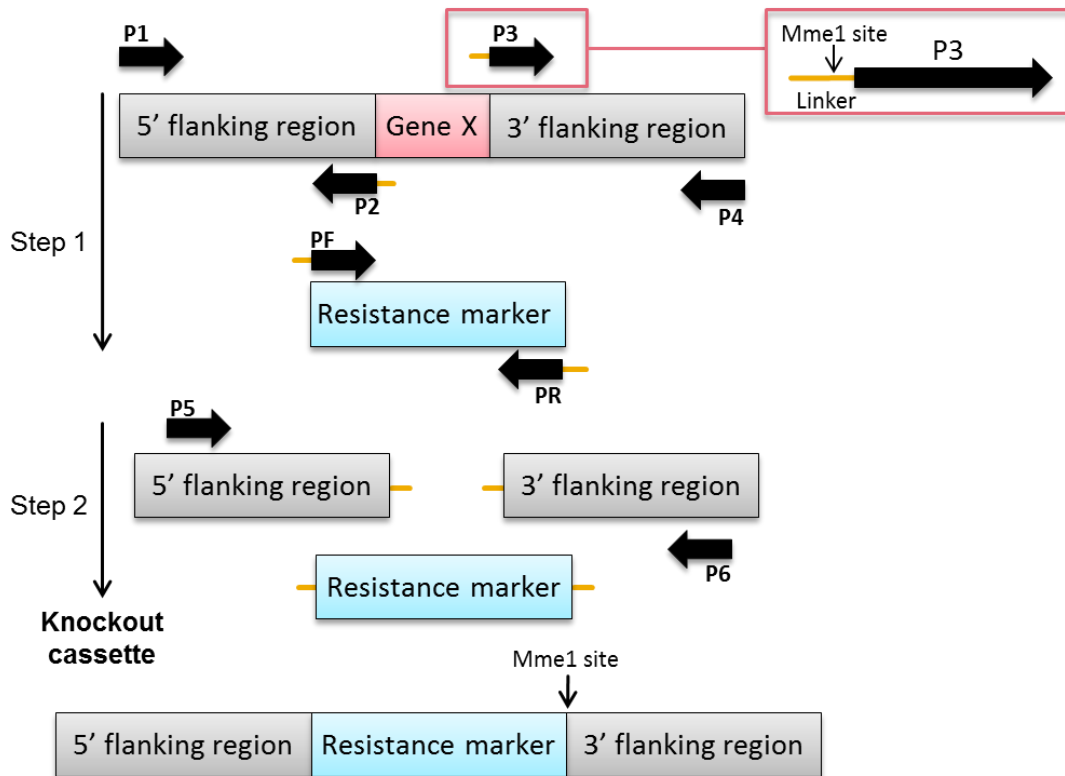 P1
P3
Mme1 site
P3
Linker
5’ flanking region
Gene X
3’ flanking region
P2
P4
Step 1
PF
Resistance marker
PR
P5
5’ flanking region
3’ flanking region
Step 2
P6
Resistance marker
Knockout
cassette
Mme1 site
5’ flanking region
Resistance marker
3’ flanking region